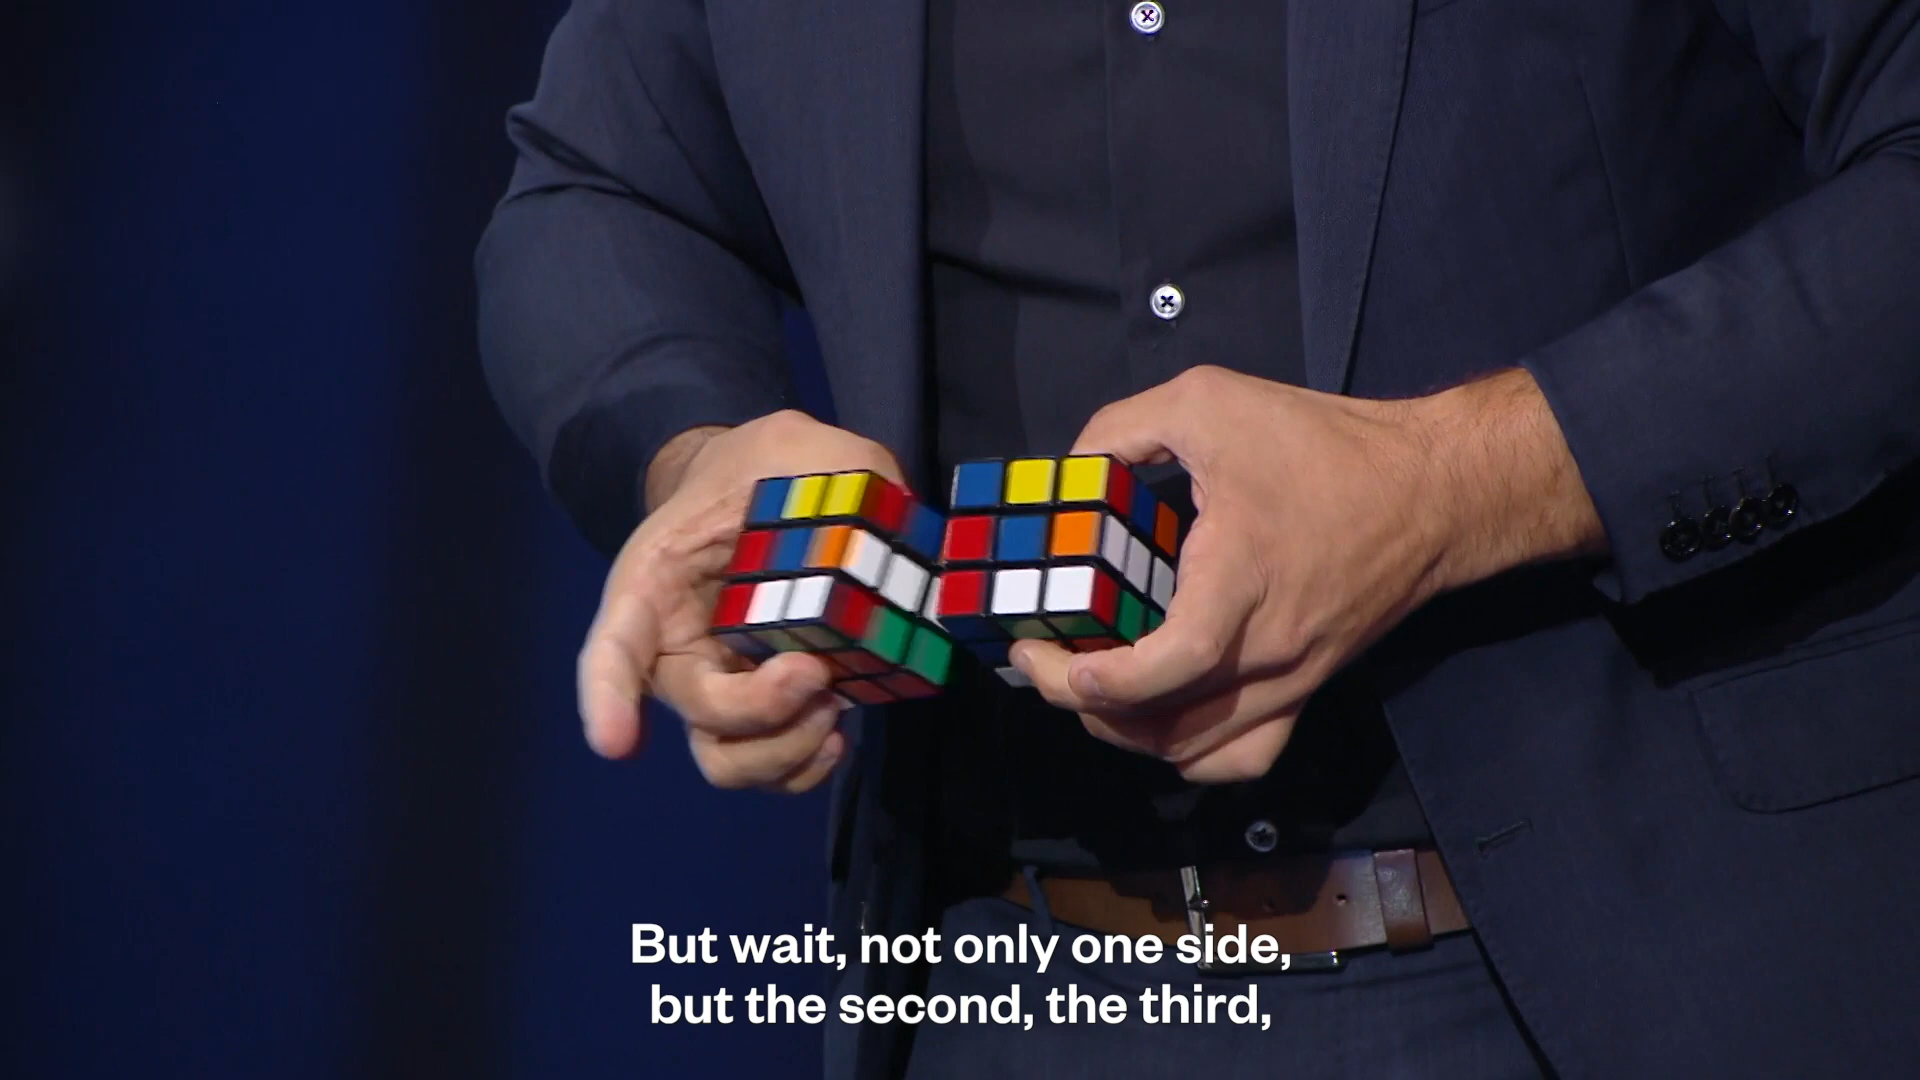 But wait, not only one side,
but the second, the third,